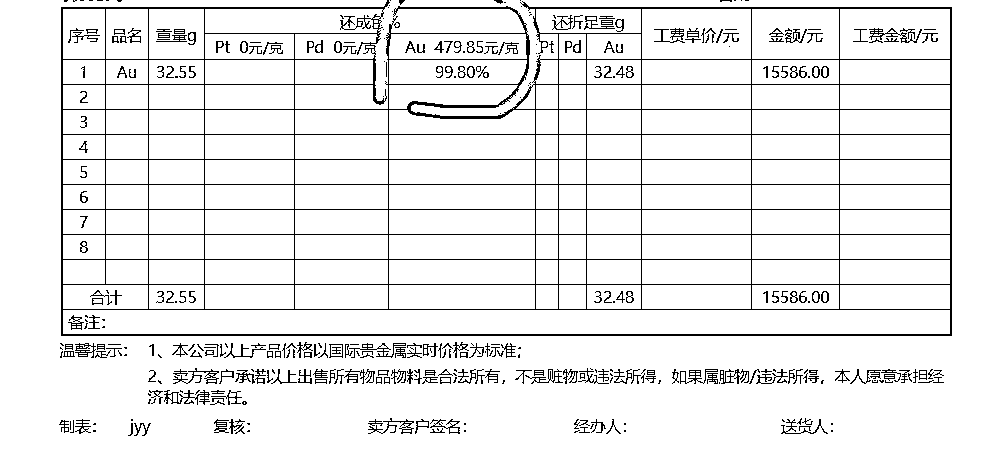 序号 品名 重量g 还成色% 还折足重g 工费单价/元 金额/元 工费金额/元
Pt 0元/克 Pd 0元/克 Au 479.85元/克 Pt Pd Au
1 Au 32.55 99.80% 32.48 15586.00
2
3
4
5
6
7
8
合计 32.55 32.48 15586.00
备注：
温馨提示： 1、本公司以上产品价格以国际贵金属实时价格为标准；
2、卖方客户承诺以上出售所有物品物料是合法所有，不是赃物或违法所得，如果属脏物/违法所得，本人愿意承担经
济和法律责任。
制表： jyy 复核： 卖方客户签名： 经办人： 送货人：